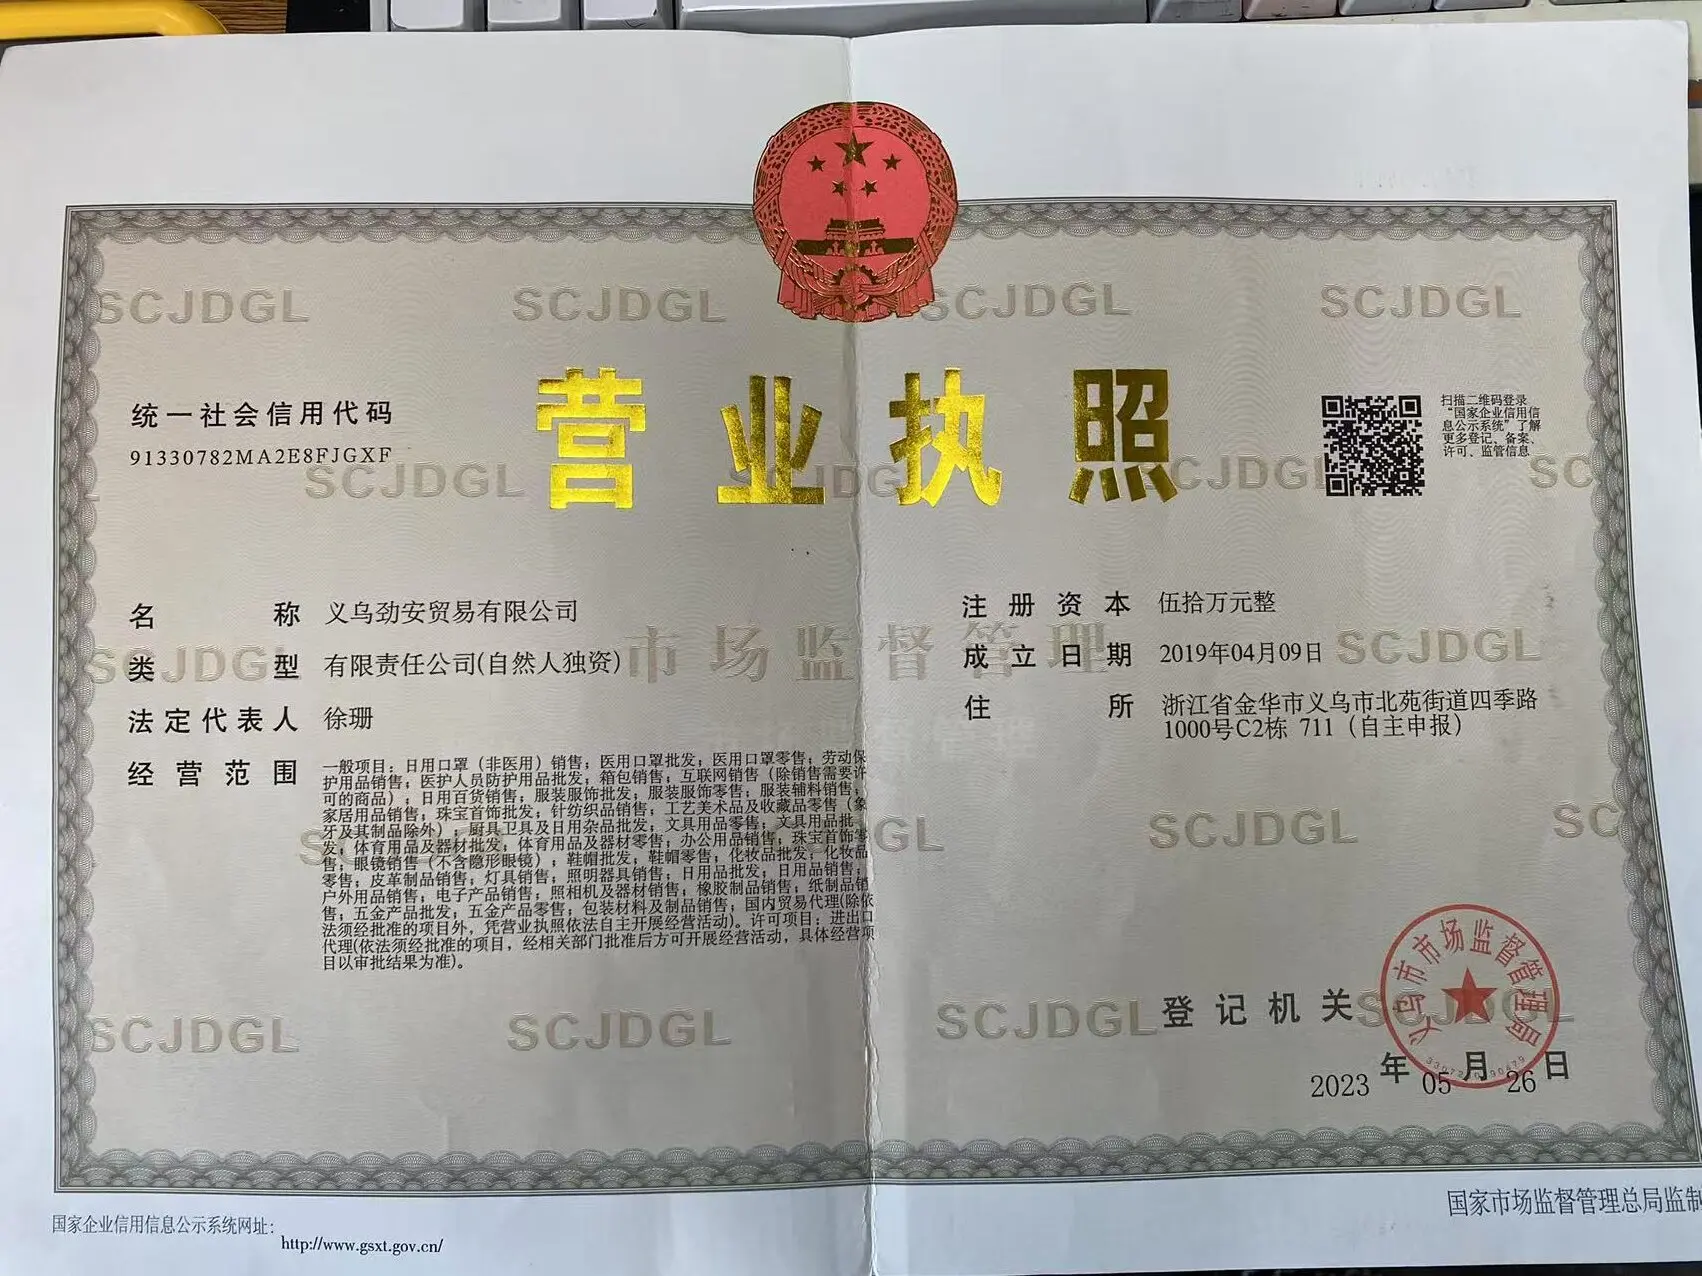 SCJDGL SCJDGL SCJDGL SCJDGL
营业执照
统一社会信用代码
91330782MA2E8FJGXF
扫描二维码登录
“国家企业信用信
息公示系统”了解
更多登记、备案、
许可、监管信息
SCJDGL
名称 义乌劲安贸易有限公司
类型 有限责任公司(自然人独资)
法定代表人 徐珊
经营范围 一般项目：日用口罩（非医用）销售；医用口罩批发；医用口罩零售；劳动保
护用品销售；医护人员防护用品批发；箱包销售；互联网销售（除销售需要许
可的商品）；日用百货销售；服装服饰批发；服装服饰零售；服装辅料销售；
家居用品销售；珠宝首饰批发；针纺织品销售；工艺美术品及收藏品零售（象
牙及其制品除外）；厨具卫具及日用杂品批发；文具用品零售；文具用品批
发；体育用品及器材批发；体育用品及器材零售；办公用品销售；珠宝首饰零
售；眼镜销售（不含隐形眼镜）；鞋帽批发；鞋帽零售；化妆品批发；化妆品
零售；皮革制品销售；灯具销售；照明器具销售；日用品批发；日用品销售；
户外用品销售；电子产品销售；照相机及器材销售；橡胶制品销售；纸制品销
售；五金产品批发；五金产品零售；包装材料及制品销售；国内贸易代理(除依
法须经批准的项目外，凭营业执照依法自主开展经营活动)。许可项目：进出口
代理(依法须经批准的项目，经相关部门批准后方可开展经营活动，具体经营项
目以审批结果为准)。
注册资本 伍拾万元整
成立日期 2019年04月09日
住所 浙江省金华市义乌市北苑街道四季路
1000号C2栋 711（自主申报）
市场监督管理
SCJDGL
SCJDGL
登记机关
义乌市市场监督管理局
2023年05月26日
SCJDGL SCJDGL SCJDGL
国家企业信用信息公示系统网址：
http://www.gsxt.gov.cn/
国家市场监督管理总局监制